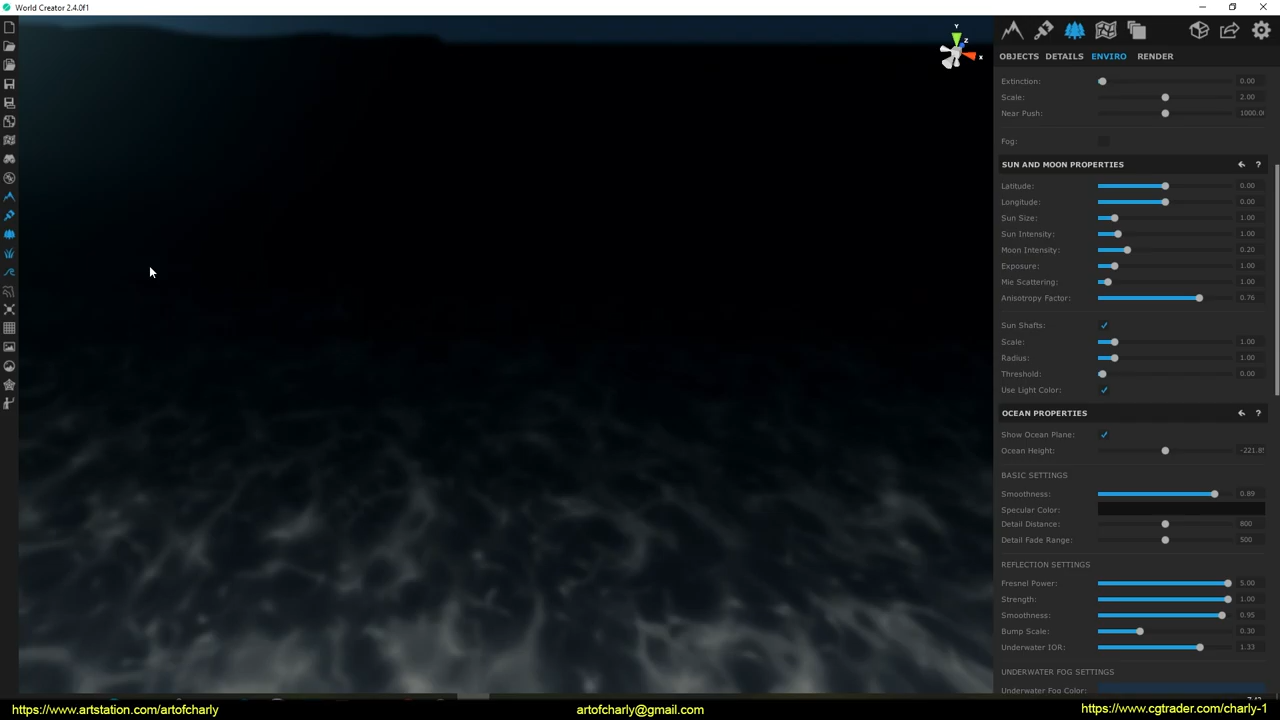 World Creator 2.4.0f1
Y
Z
X
OBJECTS DETAILS ENVIRO RENDER
Extinction: 0.00
Scale: 2.00
Near Push: 1000.0
Fog:
SUN AND MOON PROPERTIES ?
Latitude: 0.00
Longitude: 0.00
Sun Size: 1.00
Sun Intensity: 1.00
Moon Intensity: 0.20
Exposure: 1.00
Mie Scattering: 1.00
Anisotropy Factor: 0.76
Sun Shafts:
Scale: 1.00
Radius: 1.00
Threshold: 0.00
Use Light Color:
OCEAN PROPERTIES ?
Show Ocean Plane:
Ocean Height: -221.85
BASIC SETTINGS
Smoothness: 0.89
Specular Color:
Detail Distance: 800
Detail Fade Range: 500
REFLECTION SETTINGS
Fresnel Power: 5.00
Strength: 1.00
Smoothness: 0.95
Bump Scale: 0.30
Underwater IOR: 1.33
UNDERWATER FOG SETTINGS
Underwater Fog Color:
https://www.artstation.com/artofcharly artofcharly@gmail.com https://www.cgtrader.com/charly-1